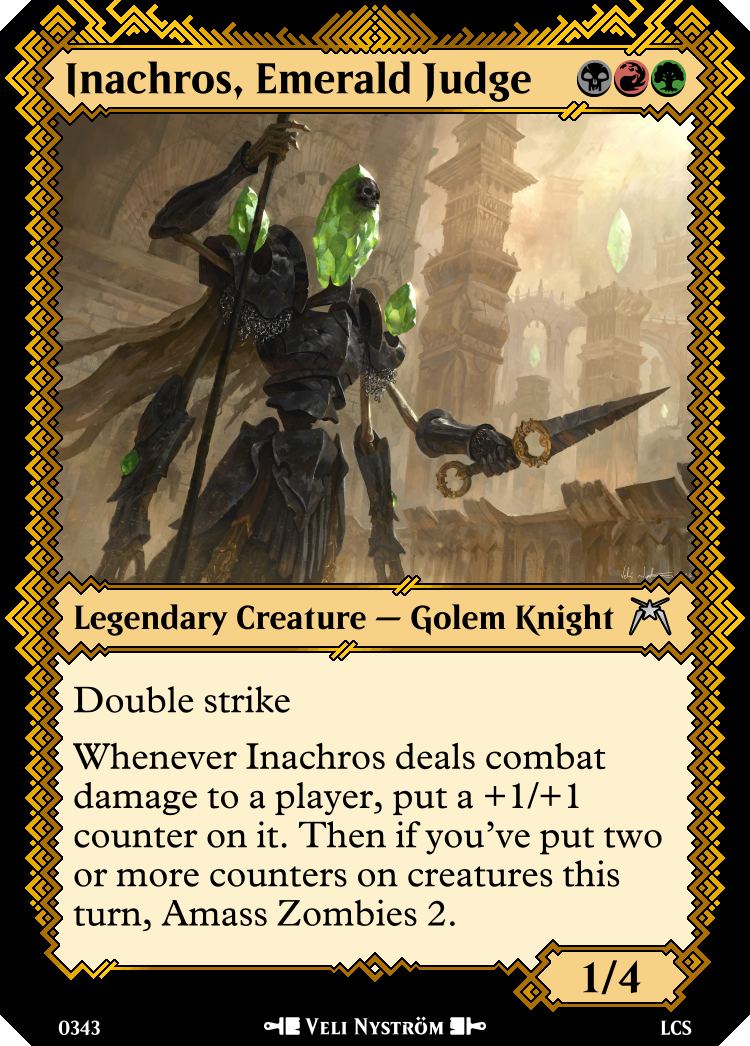 Inachros, Emerald Judge
Legendary Creature — Golem Knight
Double strike
Whenever Inachros deals combat
damage to a player, put a +1/+1
counter on it. Then if you've put two
or more counters on creatures this
turn, Amass Zombies 2.
1/4
0343
Veli Nyström
LCS